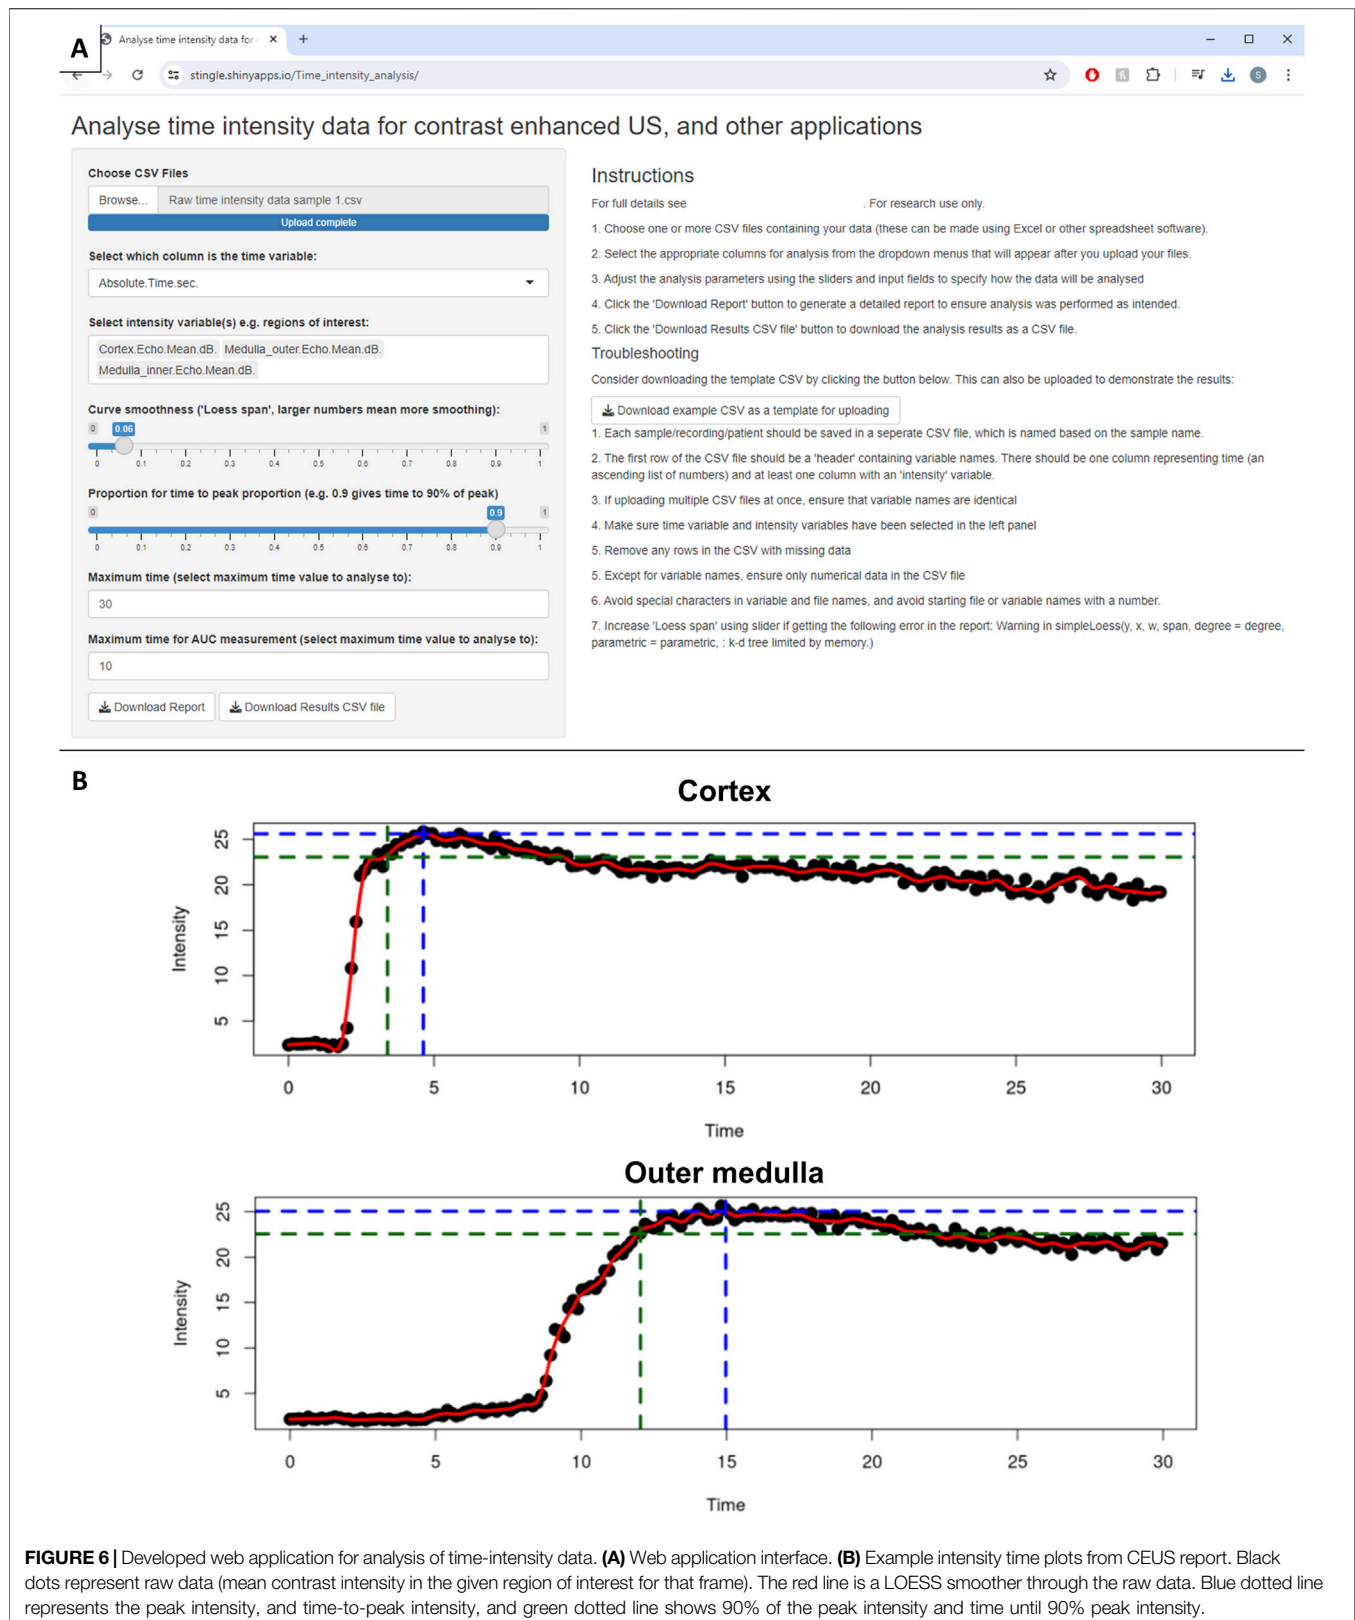 A
Analyse time intensity data for
stingle.shinyapps.io/Time_intensity_analysis/
S
Analyse time intensity data for contrast enhanced US, and other applications
Choose CSV Files
Browse... Raw time intensity data sample 1.csv
Upload complete
Select which column is the time variable:
Absolute.Time.sec.
Select intensity variable(s) e.g. regions of interest:
Cortex.Echo.Mean.dB. Medulla_outer.Echo.Mean.dB.
Medulla_inner.Echo.Mean.dB.
Curve smoothness ('Loess span', larger numbers mean more smoothing):
0 0.06 1
0 0.1 0.2 0.3 0.4 0.5 0.6 0.7 0.8 0.9 1
Proportion for time to peak proportion (e.g. 0.9 gives time to 90% of peak)
0 0.9 1
0 0.1 0.2 0.3 0.4 0.5 0.6 0.7 0.8 0.9 1
Maximum time (select maximum time value to analyse to):
30
Maximum time for AUC measurement (select maximum time value to analyse to):
10
Download Report Download Results CSV file
Instructions
For full details see . For research use only.
1. Choose one or more CSV files containing your data (these can be made using Excel or other spreadsheet software).
2. Select the appropriate columns for analysis from the dropdown menus that will appear after you upload your files.
3. Adjust the analysis parameters using the sliders and input fields to specify how the data will be analysed
4. Click the 'Download Report' button to generate a detailed report to ensure analysis was performed as intended.
5. Click the 'Download Results CSV file' button to download the analysis results as a CSV file.
Troubleshooting
Consider downloading the template CSV by clicking the button below. This can also be uploaded to demonstrate the results:
Download example CSV as a template for uploading
1. Each sample/recording/patient should be saved in a seperate CSV file, which is named based on the sample name.
2. The first row of the CSV file should be a 'header' containing variable names. There should be one column representing time (an
ascending list of numbers) and at least one column with an 'intensity' variable.
3. If uploading multiple CSV files at once, ensure that variable names are identical
4. Make sure time variable and intensity variables have been selected in the left panel
5. Remove any rows in the CSV with missing data
5. Except for variable names, ensure only numerical data in the CSV file
6. Avoid special characters in variable and file names, and avoid starting file or variable names with a number.
7. Increase 'Loess span' using slider if getting the following error in the report: Warning in simpleLoess(y, x, w, span, degree = degree,
parametric = parametric, : k-d tree limited by memory.)
B
Cortex
Intensity
25
20
15
10
5
0 5 10 15 20 25 30
Time
Outer medulla
Intensity
25
20
15
10
5
0 5 10 15 20 25 30
Time
FIGURE 6 | Developed web application for analysis of time-intensity data. (A) Web application interface. (B) Example intensity time plots from CEUS report. Black
dots represent raw data (mean contrast intensity in the given region of interest for that frame). The red line is a LOESS smoother through the raw data. Blue dotted line
represents the peak intensity, and time-to-peak intensity, and green dotted line shows 90% of the peak intensity and time until 90% peak intensity.